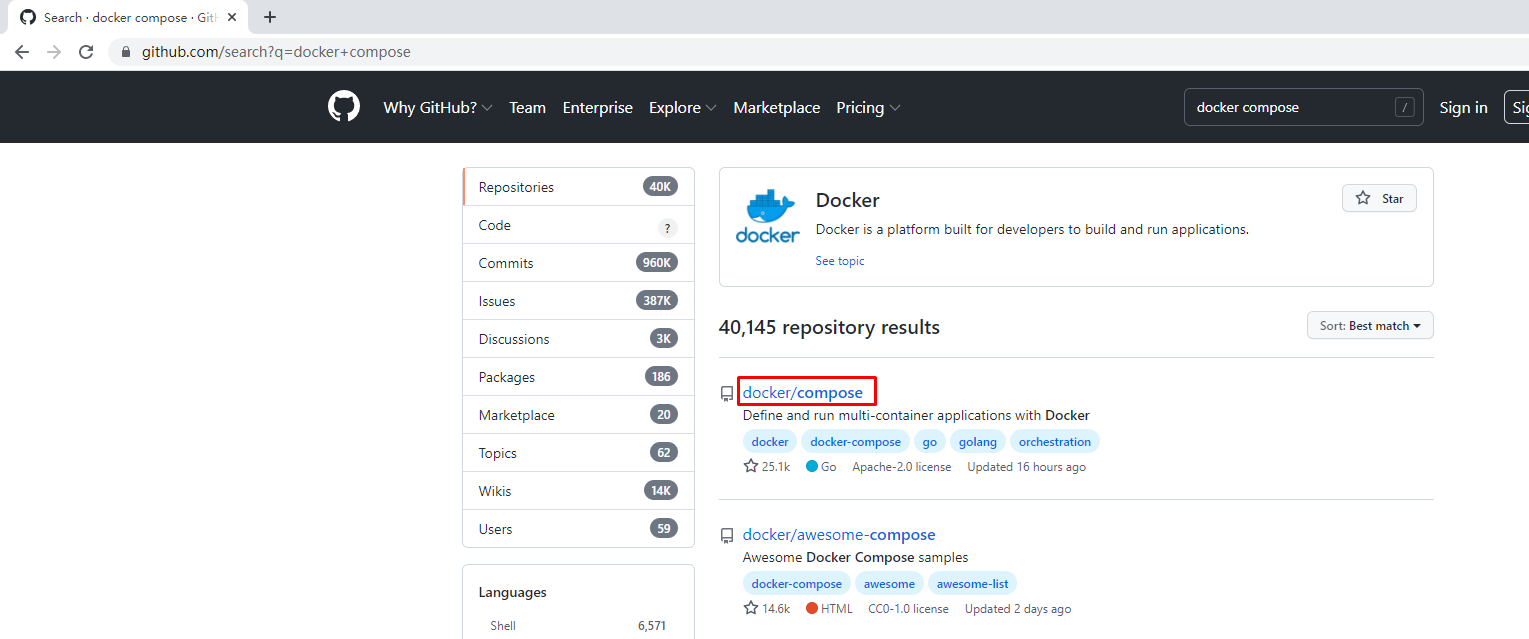 Search · docker compose · Git
github.com/search?q=docker+compose
Why GitHub? Team Enterprise Explore Marketplace Pricing docker compose / Sign in Sig
Repositories 40K
Code ?
Commits 960K
Issues 387K
Discussions 3K
Packages 186
Marketplace 20
Topics 62
Wikis 14K
Users 59
Languages
Shell 6,571
docker
Docker
Star
Docker is a platform built for developers to build and run applications.
See topic
40,145 repository results
Sort: Best match
docker/compose
Define and run multi-container applications with Docker
docker docker-compose go golang orchestration
25.1k Go Apache-2.0 license Updated 16 hours ago
docker/awesome-compose
Awesome Docker Compose samples
docker-compose awesome awesome-list
14.6k HTML CC0-1.0 license Updated 2 days ago